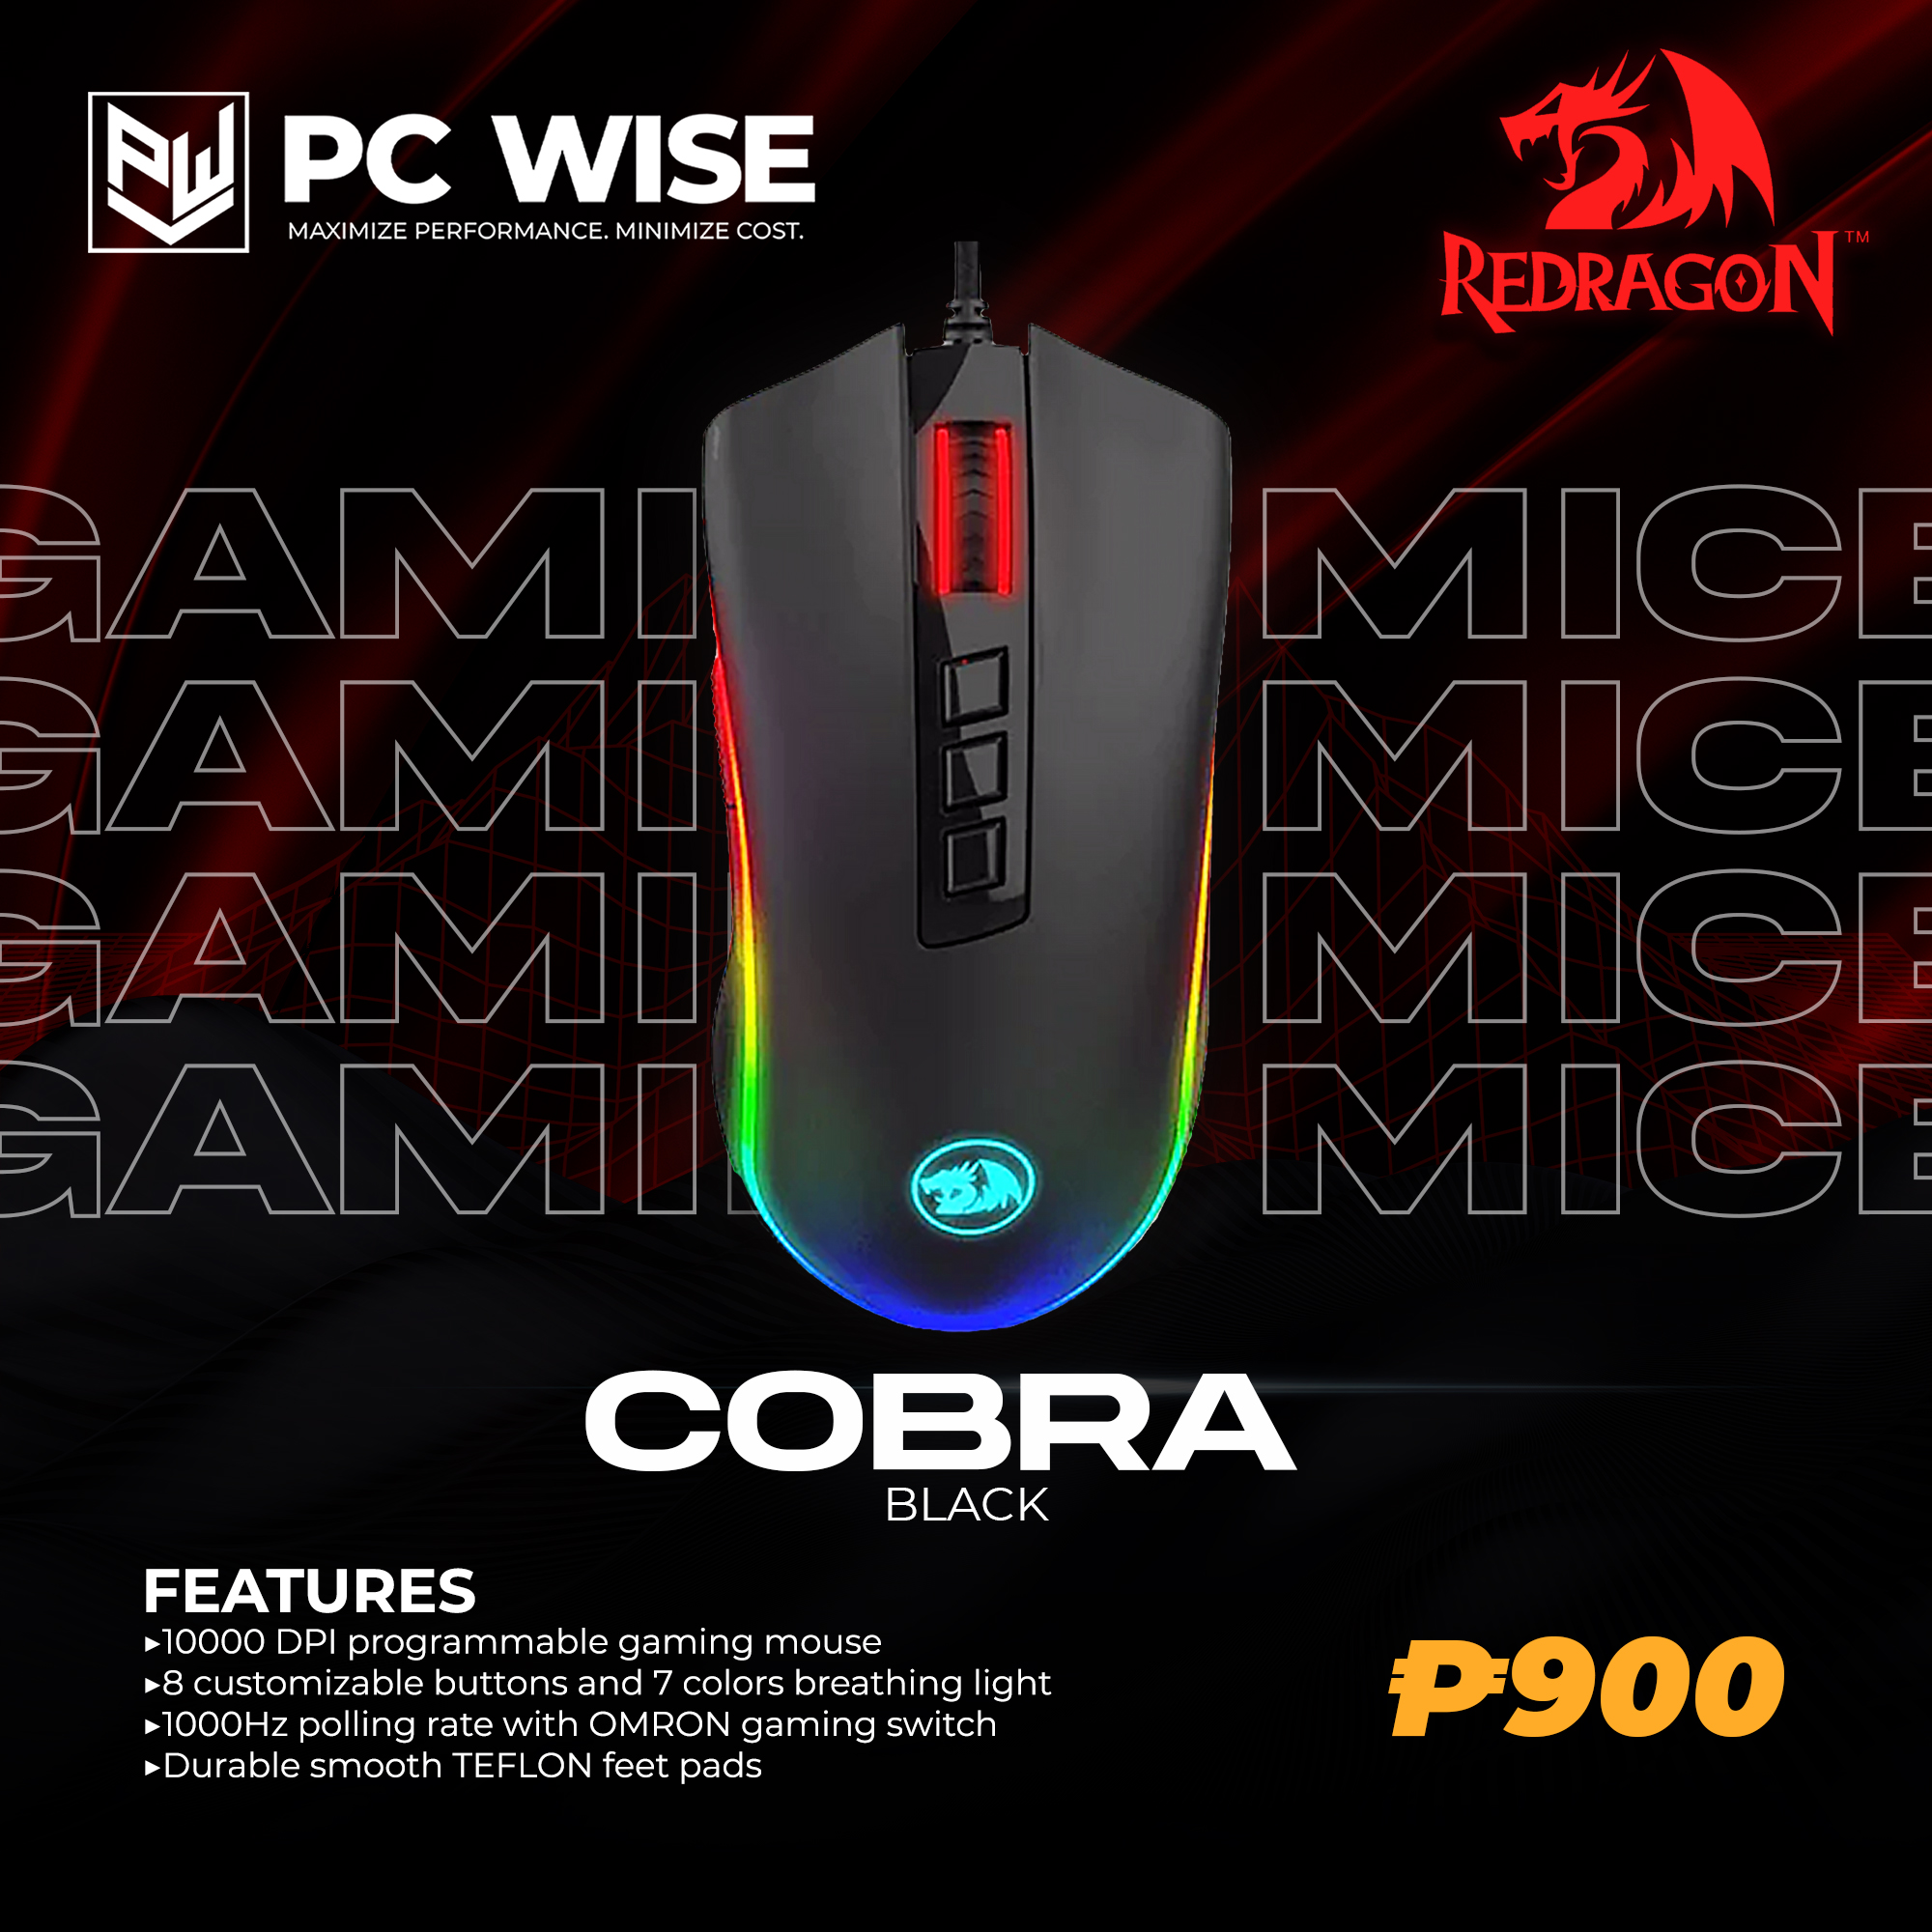 PW
PC WISE
MAXIMIZE PERFORMANCE. MINIMIZE COST.
REDRAGON™
GAMI MICE
GAMI MICE
GAMI MICE
GAMI MICE
COBRA
BLACK
FEATURES
▸10000 DPI programmable gaming mouse
▸8 customizable buttons and 7 colors breathing light
▸1000Hz polling rate with OMRON gaming switch
▸Durable smooth TEFLON feet pads
₱900